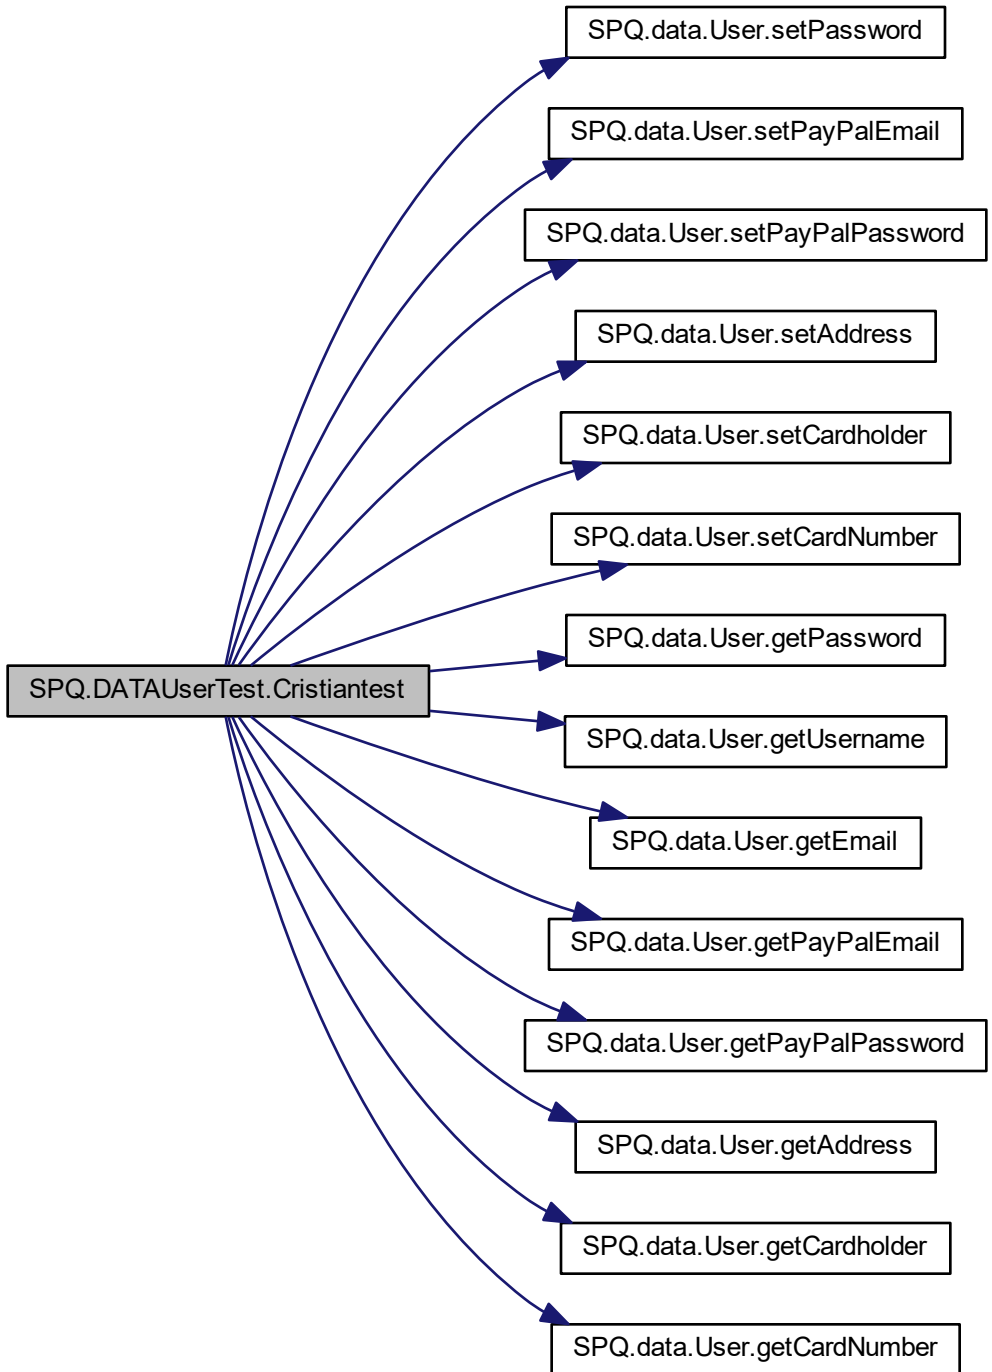 SPQ.data.User.setPassword
SPQ.data.User.setPayPalEmail
SPQ.data.User.setPayPalPassword
SPQ.data.User.setAddress
SPQ.data.User.setCardholder
SPQ.data.User.setCardNumber
SPQ.data.User.getPassword
SPQ.DATAUserTest.Cristiantest
SPQ.data.User.getUsername
SPQ.data.User.getEmail
SPQ.data.User.getPayPalEmail
SPQ.data.User.getPayPalPassword
SPQ.data.User.getAddress
SPQ.data.User.getCardholder
SPQ.data.User.getCardNumber